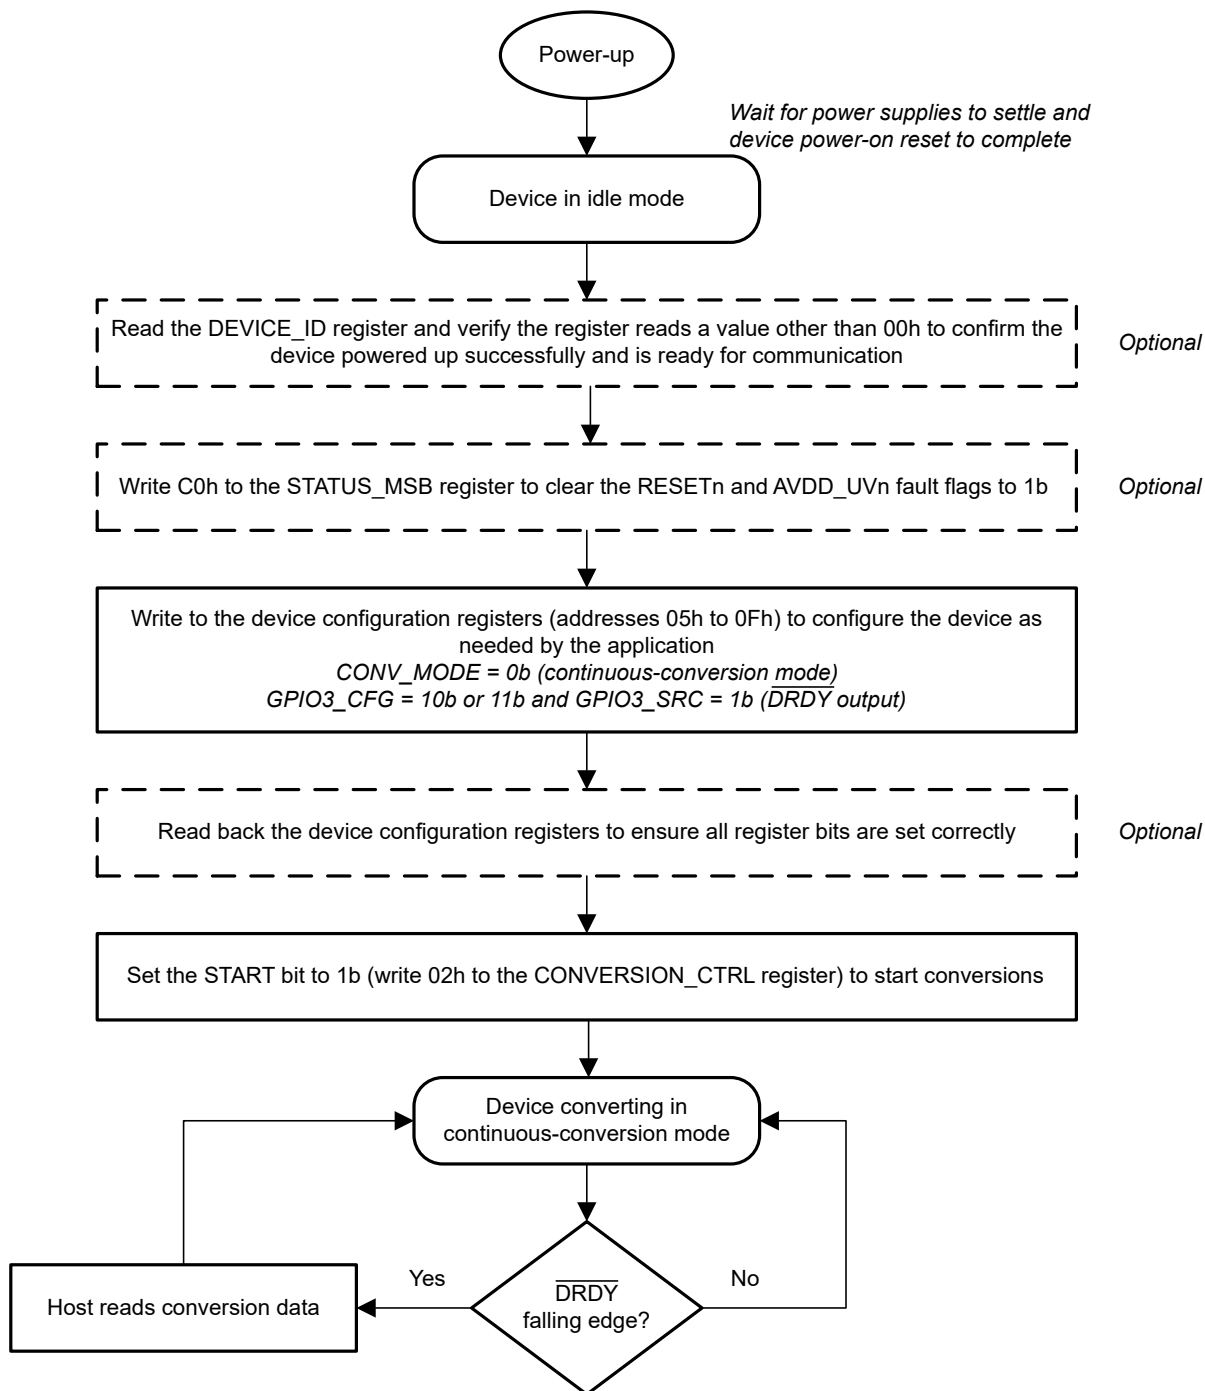 Power-up
Wait for power supplies to settle and
device power-on reset to complete
Device in idle mode
Read the DEVICE_ID register and verify the register reads a value other than 00h to confirm the
device powered up successfully and is ready for communication
Optional
Write C0h to the STATUS_MSB register to clear the RESETn and AVDD_UVn fault flags to 1b
Optional
Write to the device configuration registers (addresses 05h to 0Fh) to configure the device as
needed by the application
CONV_MODE = 0b (continuous-conversion mode)
GPIO3_CFG = 10b or 11b and GPIO3_SRC = 1b (D̅R̅D̅Y̅ output)
Read back the device configuration registers to ensure all register bits are set correctly
Optional
Set the START bit to 1b (write 02h to the CONVERSION_CTRL register) to start conversions
Device converting in
continuous-conversion mode
Yes
D̅R̅D̅Y̅
falling edge?
No
Host reads conversion data